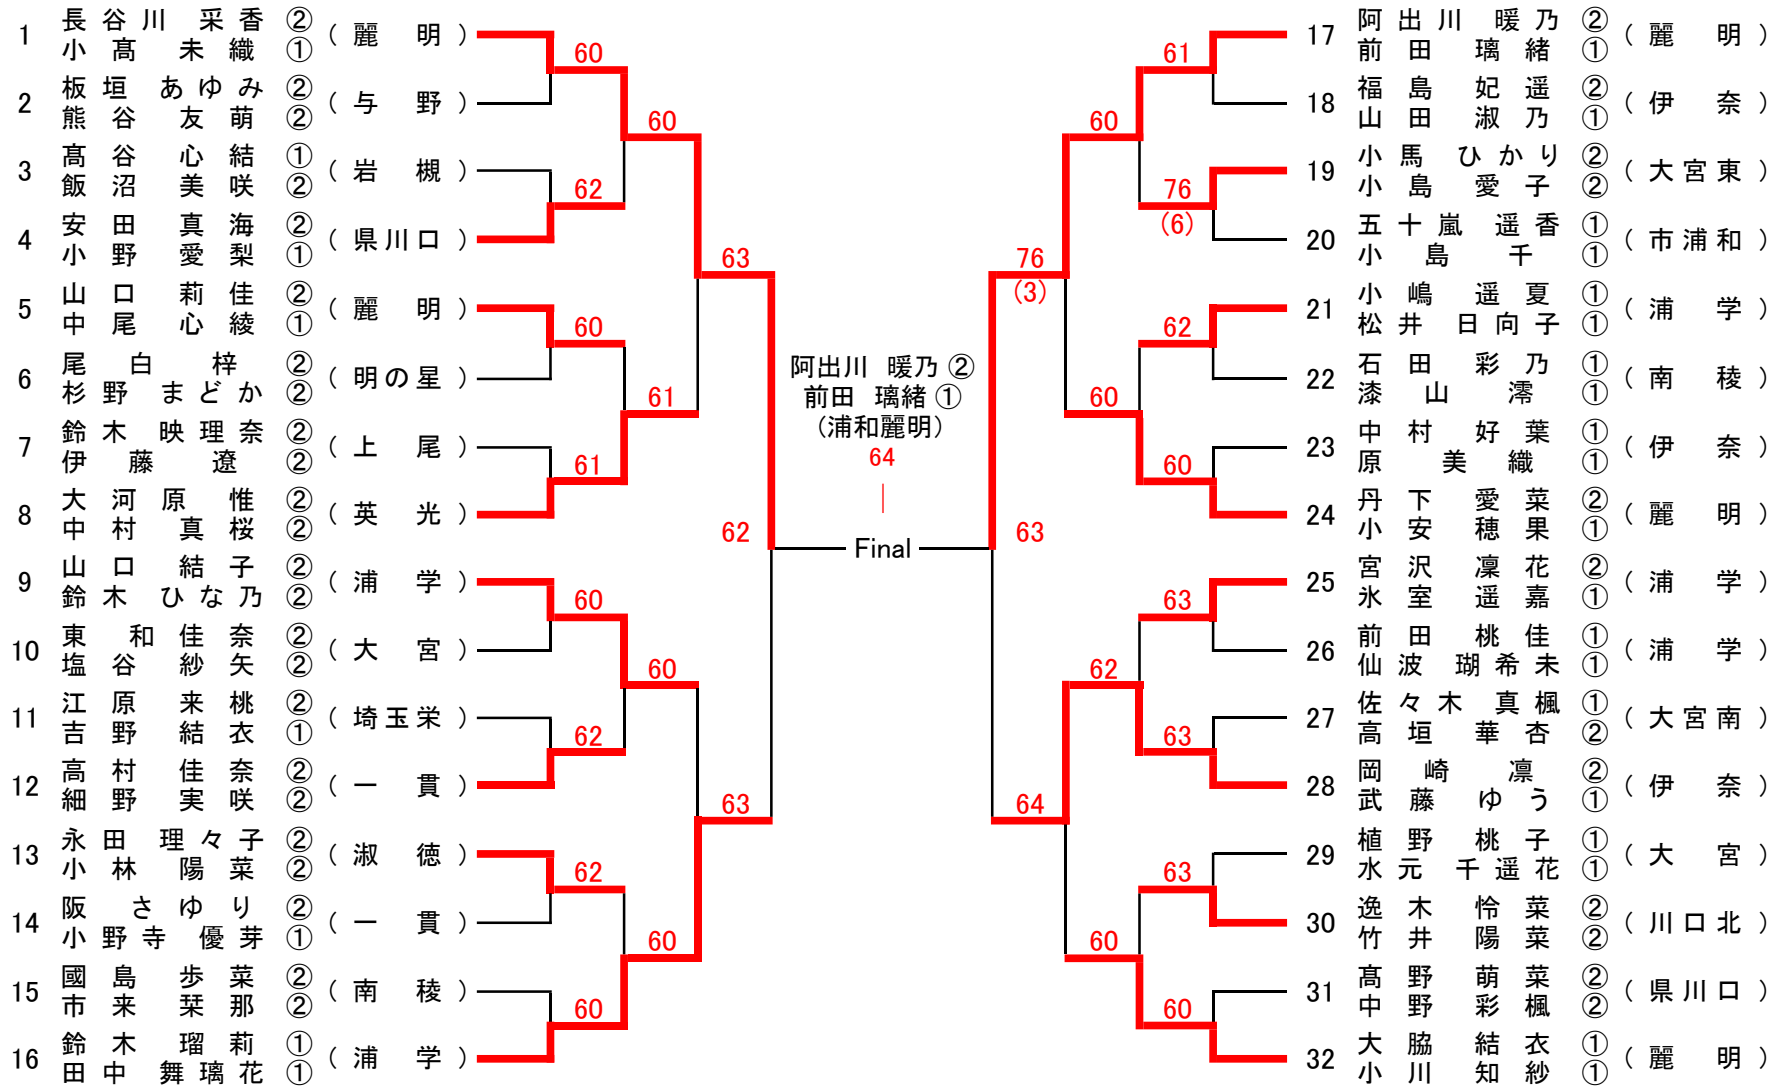 1 長谷川 采香 ② (麗 明)
小髙 未織 ①
60
2 板垣 あゆみ ② (与 野)
熊谷 友萌 ②
60
3 髙谷 心結 ① (岩 槻)
飯沼 美咲 ②
62
4 安田 真海 ② (県川口)
小野 愛梨 ①
63
5 山口 莉佳 ② (麗 明)
中尾 心綾 ①
60
6 尾白 梓 ② (明の星)
杉野 まどか ②
61
7 鈴木 映理奈 ② (上 尾)
伊藤 遼 ②
61
8 大河原 惟 ② (英 光)
中村 真桜 ②
62
9 山口 結子 ② (浦 学)
鈴木 ひな乃 ②
60
10 東 和佳奈 ② (大 宮)
塩谷 紗矢 ②
60
11 江原 来桃 ② (埼玉栄)
吉野 結衣 ①
62
12 高村 佳奈 ② (一 貫)
細野 実咲 ②
63
13 永田 理々子 ② (淑 徳)
小林 陽菜 ②
62
14 阪 さゆり ② (一 貫)
小野寺 優芽 ①
60
15 國島 歩菜 ② (南 稜)
市来 栞那 ②
60
16 鈴木 瑠莉 ① (浦 学)
田中 舞璃花 ①
阿出川 暖乃 ②
前田 璃緒 ①
(浦和麗明)
64
Final
17 阿出川 暖乃 ② (麗 明)
前田 璃緒 ①
61
18 福島 妃遥 ② (伊 奈)
山田 淑乃 ①
60
19 小馬 ひかり ② (大宮東)
小島 愛子 ②
76
(6)
20 五十嵐 遥香 ① (市浦和)
小島 千 ①
76
(3)
21 小嶋 遥夏 ① (浦 学)
松井 日向子 ①
62
22 石田 彩乃 ① (南 稜)
漆山 澪 ①
60
23 中村 好葉 ① (伊 奈)
原 美織 ①
60
24 丹下 愛菜 ② (麗 明)
小安 穂果 ①
63
25 宮沢 凜花 ② (浦 学)
氷室 遥嘉 ①
63
26 前田 桃佳 ① (浦 学)
仙波 瑚希未 ①
62
27 佐々木 真楓 ① (大宮南)
高垣 華杏 ②
63
28 岡崎 凛 ② (伊 奈)
武藤 ゆう ①
64
29 植野 桃子 ① (大 宮)
水元 千遥花 ①
63
30 逸木 怜菜 ② (川口北)
竹井 陽菜 ②
60
31 髙野 萌菜 ② (県川口)
中野 彩楓 ②
60
32 大脇 結衣 ① (麗 明)
小川 知紗 ①